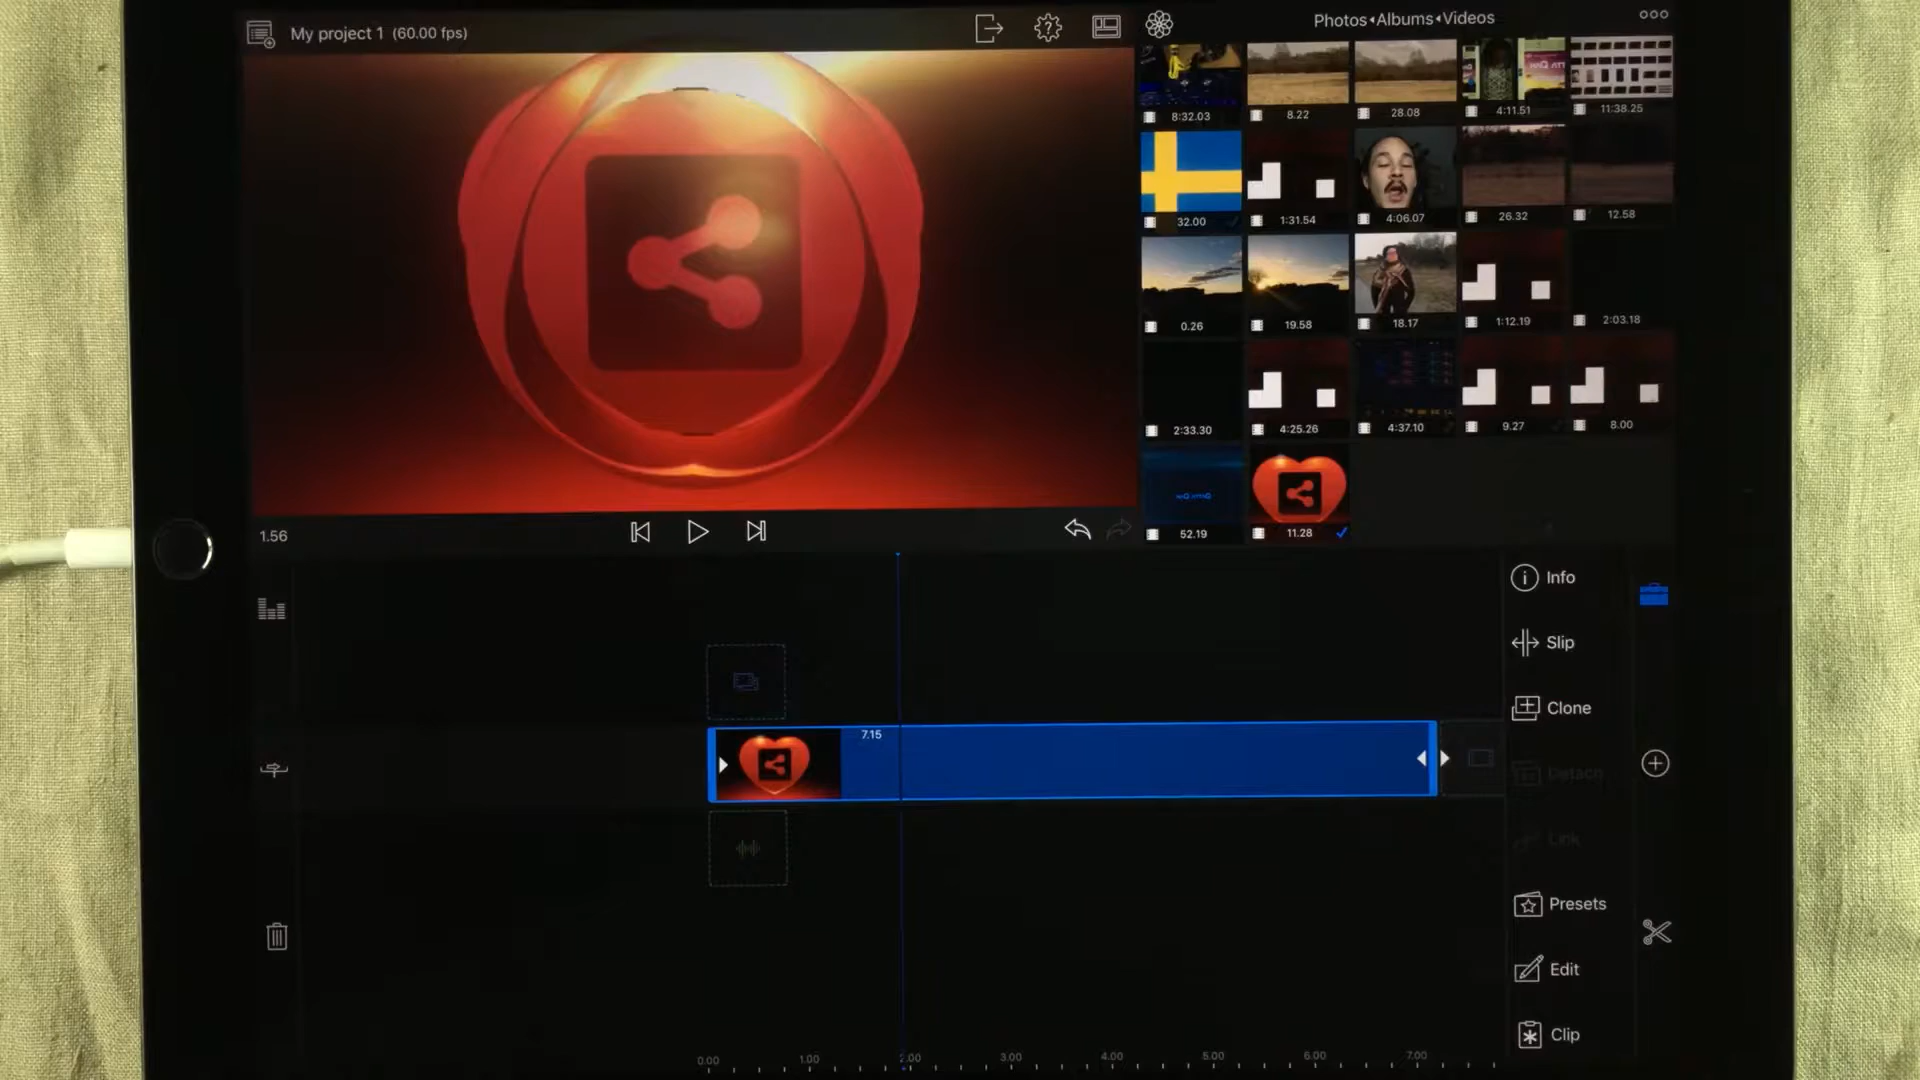 My project 1 (60.00 fps)
Photos◂Albums◂Videos
8:32.03
8.22
28.08
4:11.51
11:38.25
32.00
1:31.54
4:06.07
26.32
12.58
0.26
19.58
18.17
1:12.19
2:03.18
2:33.30
4:25.26
4:37.10
9.27
8.00
52.19
11.28
1.56
Info
Slip
Clone
7.15
Detach
Link
Presets
Edit
Clip
0.00 1.00 2.00 3.00 4.00 5.00 6.00 7.00